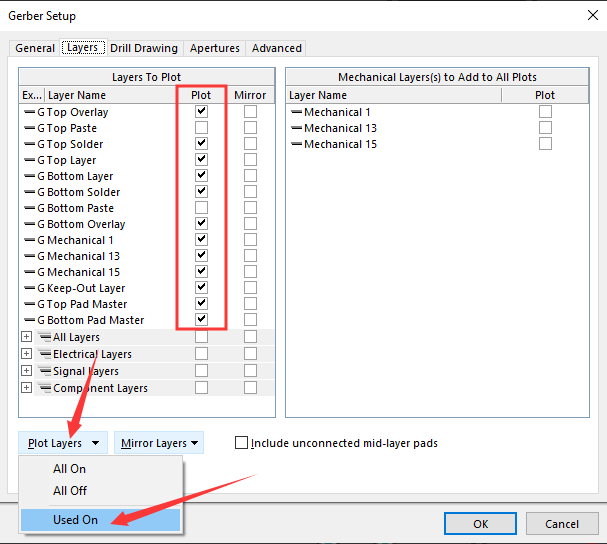 Gerber Setup
General Layers Drill Drawing Apertures Advanced
Layers To Plot
Ex... Layer Name Plot Mirror
G Top Overlay
G Top Paste
G Top Solder
G Top Layer
G Bottom Layer
G Bottom Solder
G Bottom Paste
G Bottom Overlay
G Mechanical 1
G Mechanical 13
G Mechanical 15
G Keep-Out Layer
G Top Pad Master
G Bottom Pad Master
All Layers
Electrical Layers
Signal Layers
Component Layers
Mechanical Layers(s) to Add to All Plots
Layer Name Plot
Mechanical 1
Mechanical 13
Mechanical 15
Plot Layers Mirror Layers Include unconnected mid-layer pads
All On
All Off
Used On
OK Cancel